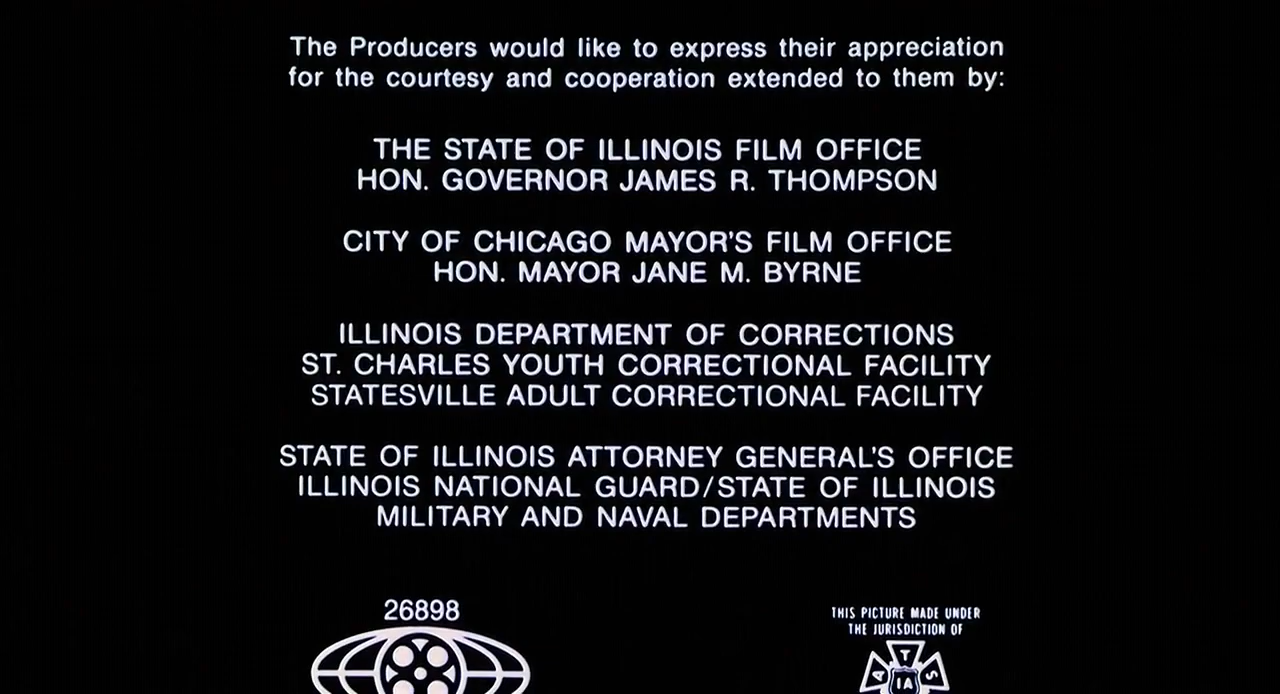 The Producers would like to express their appreciation
for the courtesy and cooperation extended to them by:
THE STATE OF ILLINOIS FILM OFFICE
HON. GOVERNOR JAMES R. THOMPSON
CITY OF CHICAGO MAYOR'S FILM OFFICE
HON. MAYOR JANE M. BYRNE
ILLINOIS DEPARTMENT OF CORRECTIONS
ST. CHARLES YOUTH CORRECTIONAL FACILITY
STATESVILLE ADULT CORRECTIONAL FACILITY
STATE OF ILLINOIS ATTORNEY GENERAL'S OFFICE
ILLINOIS NATIONAL GUARD/STATE OF ILLINOIS
MILITARY AND NAVAL DEPARTMENTS
26898
THIS PICTURE MADE UNDER
THE JURISDICTION OF
T
A IA S